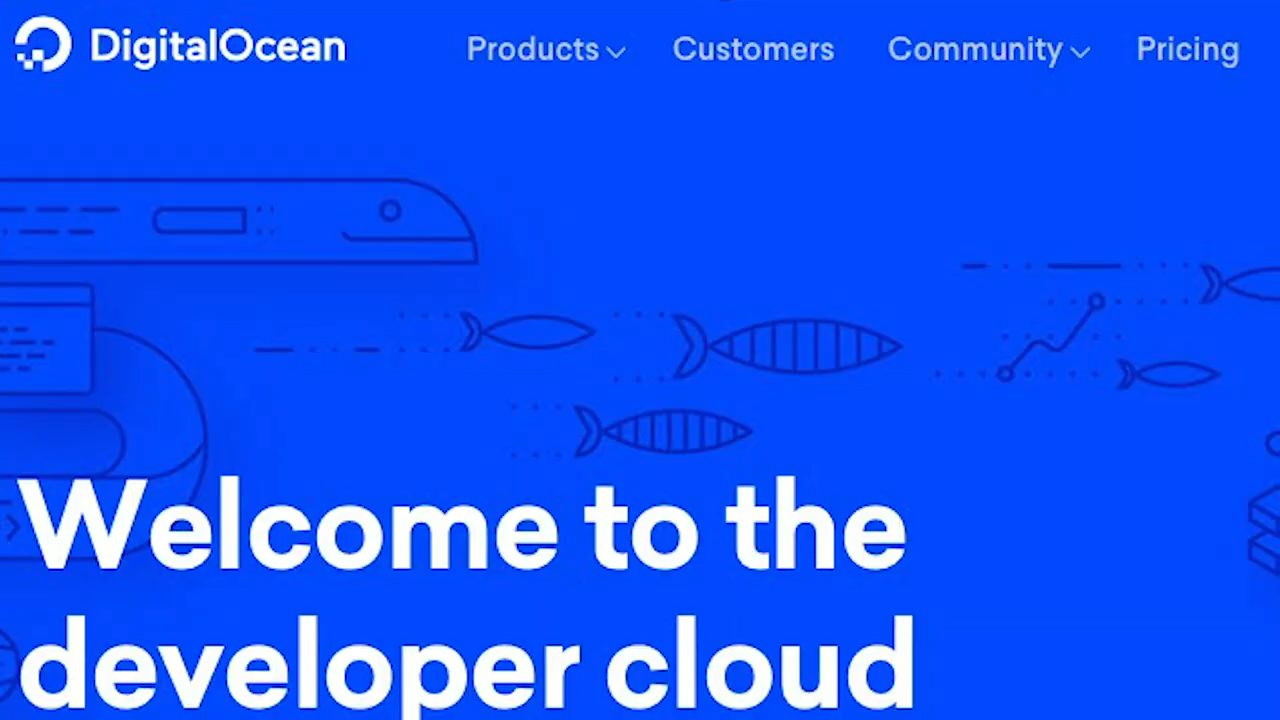 DigitalOcean Products Customers Community Pricing
Welcome to the
developer cloud